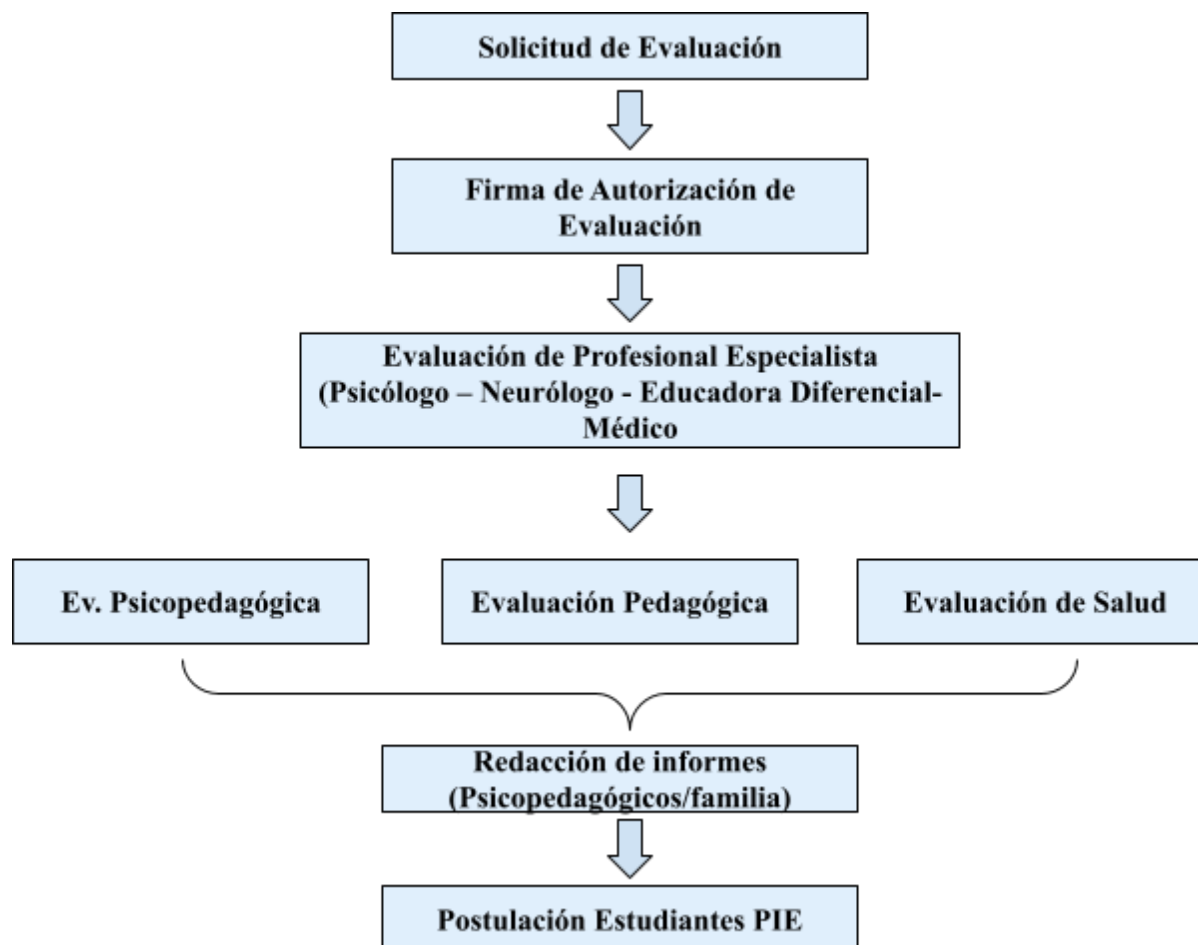 Solicitud de Evaluación
Firma de Autorización de
Evaluación
Evaluación de Profesional Especialista
(Psicólogo – Neurólogo - Educadora Diferencial-
Médico
Ev. Psicopedagógica
Evaluación Pedagógica
Evaluación de Salud
Redacción de informes
(Psicopedagógicos/familia)
Postulación Estudiantes PIE